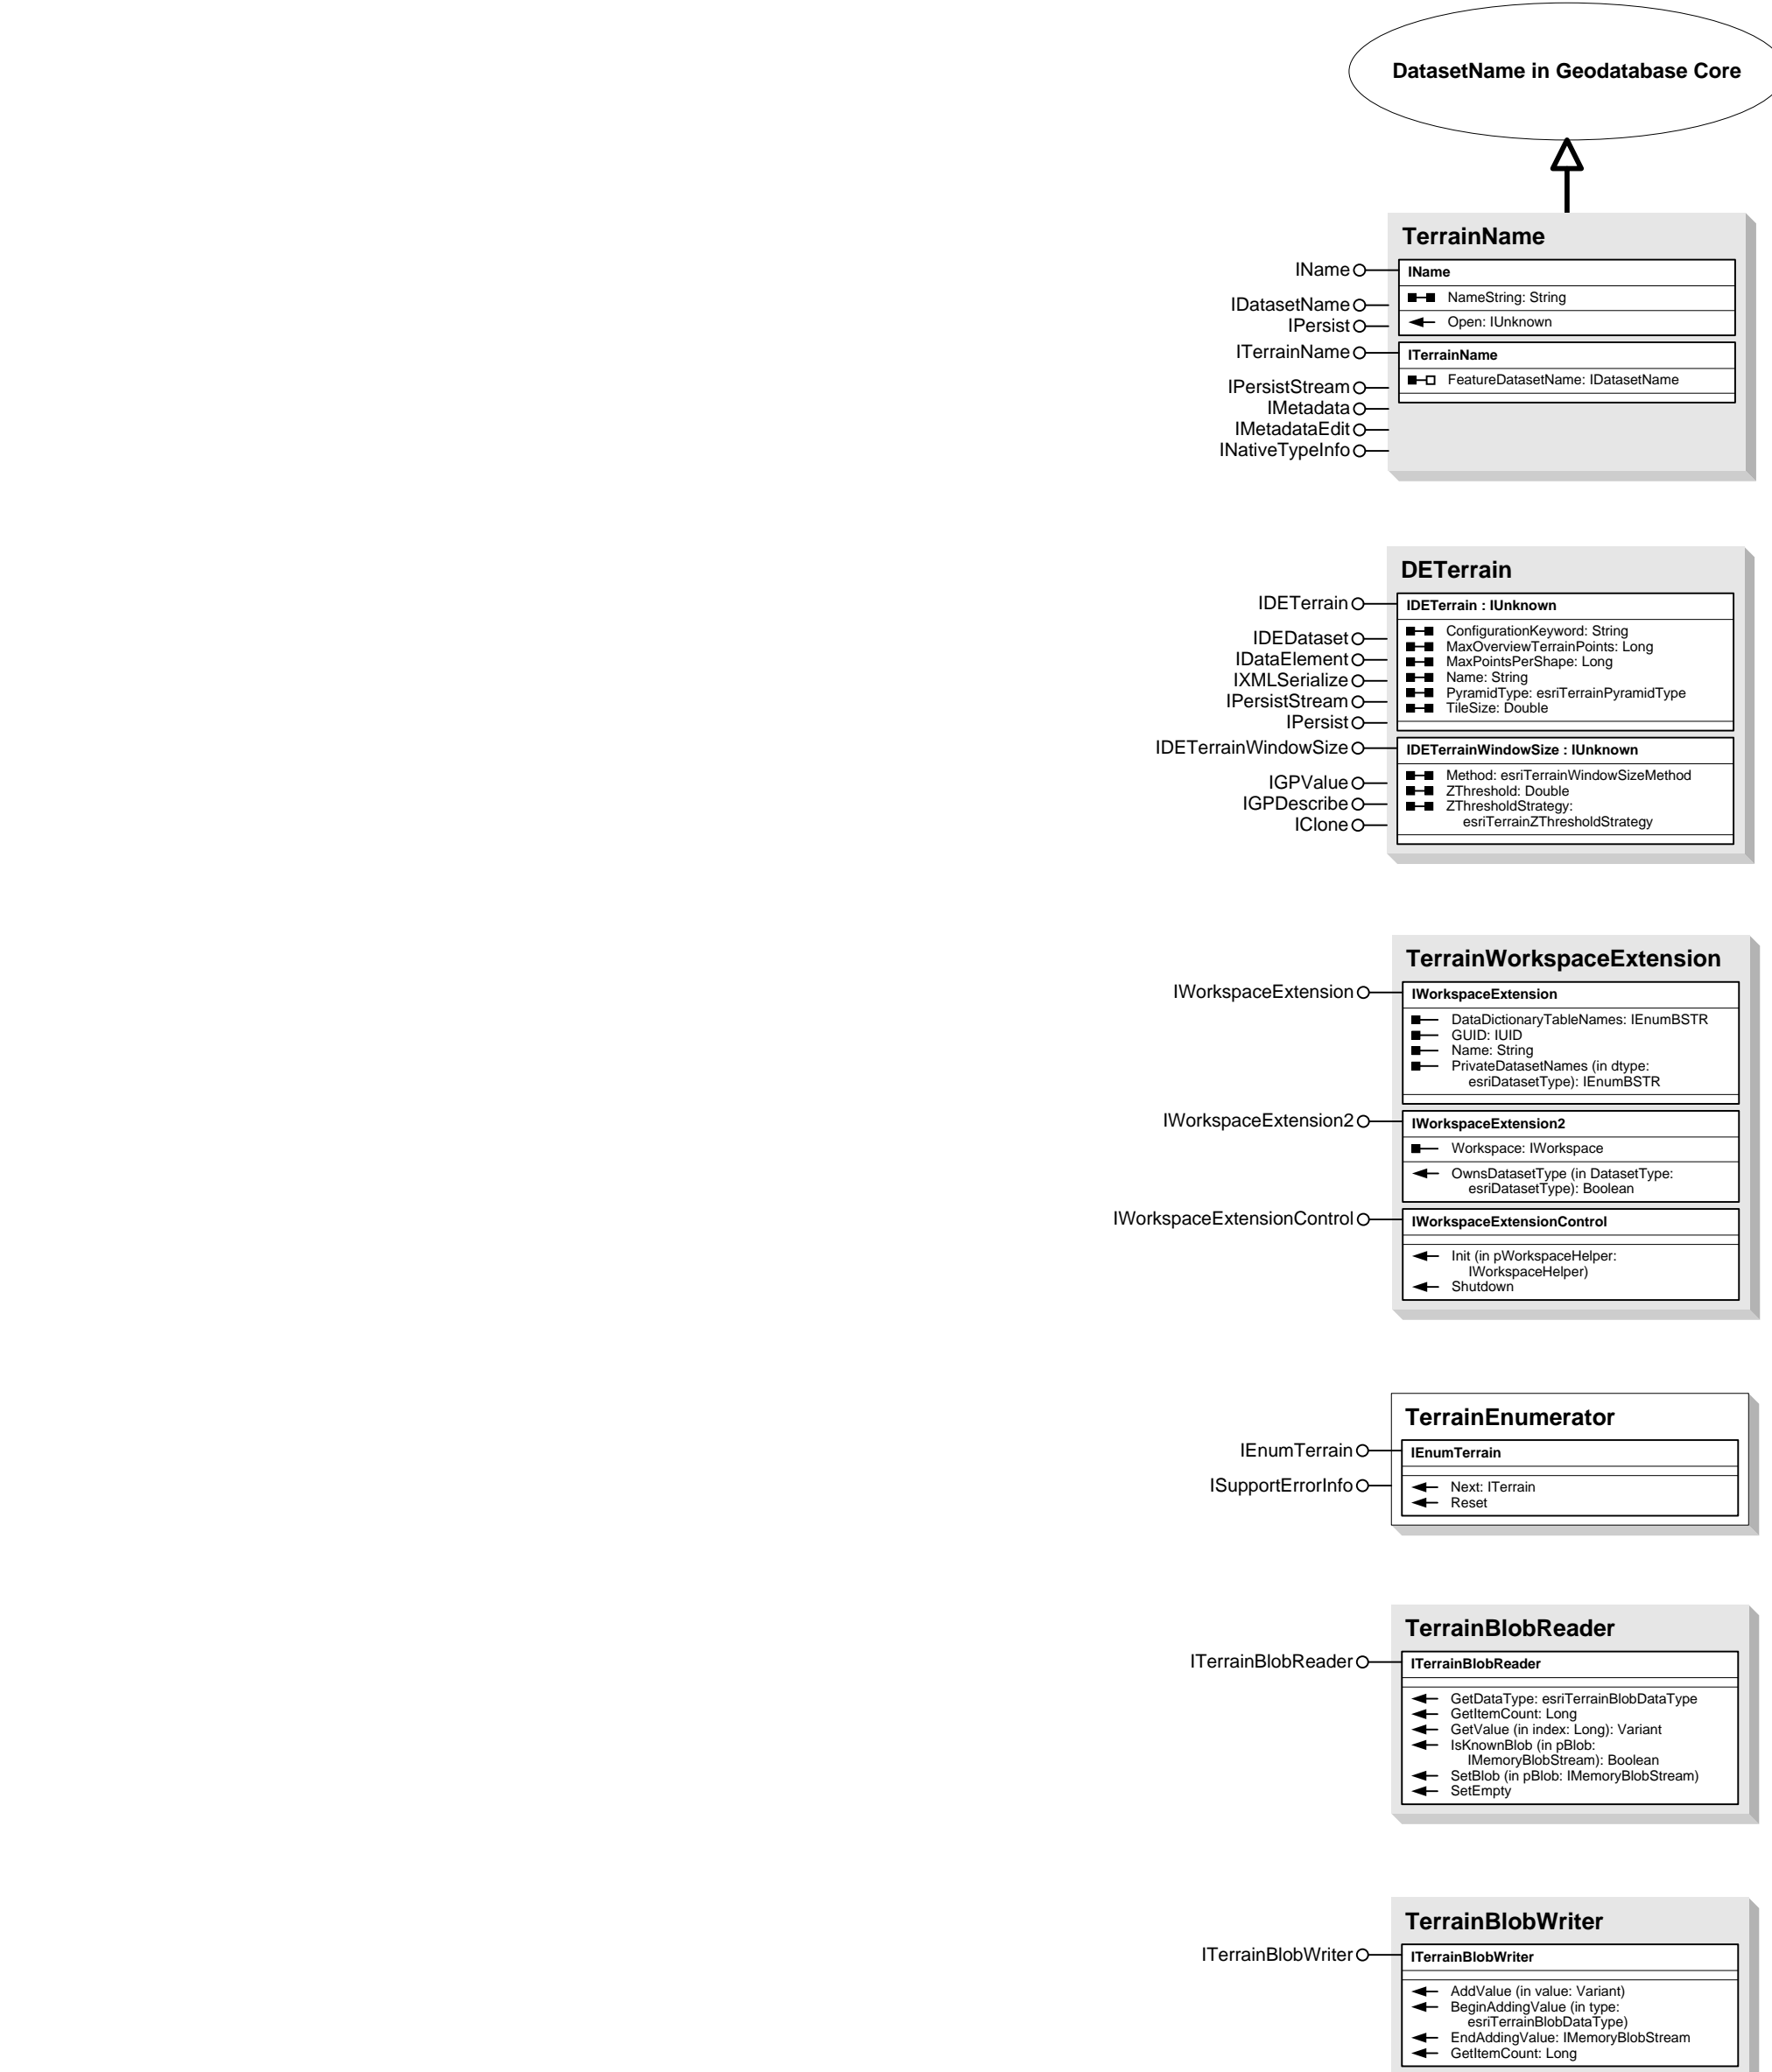 DatasetName in Geodatabase Core
TerrainName
IName
IDatasetName
IPersist
ITerrainName
IPersistStream
IMetadata
IMetadataEdit
INativeTypeInfo
IName
NameString: String
Open: IUnknown
ITerrainName
FeatureDatasetName: IDatasetName
DETerrain
IDETerrain
IDEDataset
IDataElement
IXMLSerialize
IPersistStream
IPersist
IDETerrainWindowSize
IGPValue
IGPDescribe
IClone
IDETerrain : IUnknown
ConfigurationKeyword: String
MaxOverviewTerrainPoints: Long
MaxPointsPerShape: Long
Name: String
PyramidType: esriTerrainPyramidType
TileSize: Double
IDETerrainWindowSize : IUnknown
Method: esriTerrainWindowSizeMethod
ZThreshold: Double
ZThresholdStrategy:
esriTerrainZThresholdStrategy
TerrainWorkspaceExtension
IWorkspaceExtension
IWorkspaceExtension2
IWorkspaceExtensionControl
IWorkspaceExtension
DataDictionaryTableNames: IEnumBSTR
GUID: IUID
Name: String
PrivateDatasetNames (in dtype:
esriDatasetType): IEnumBSTR
IWorkspaceExtension2
Workspace: IWorkspace
OwnsDatasetType (in DatasetType:
esriDatasetType): Boolean
IWorkspaceExtensionControl
Init (in pWorkspaceHelper:
IWorkspaceHelper)
Shutdown
TerrainEnumerator
IEnumTerrain
ISupportErrorInfo
IEnumTerrain
Next: ITerrain
Reset
TerrainBlobReader
ITerrainBlobReader
ITerrainBlobReader
GetDataType: esriTerrainBlobDataType
GetItemCount: Long
GetValue (in index: Long): Variant
IsKnownBlob (in pBlob:
IMemoryBlobStream): Boolean
SetBlob (in pBlob: IMemoryBlobStream)
SetEmpty
TerrainBlobWriter
ITerrainBlobWriter
ITerrainBlobWriter
AddValue (in value: Variant)
BeginAddingValue (in type:
esriTerrainBlobDataType)
EndAddingValue: IMemoryBlobStream
GetItemCount: Long